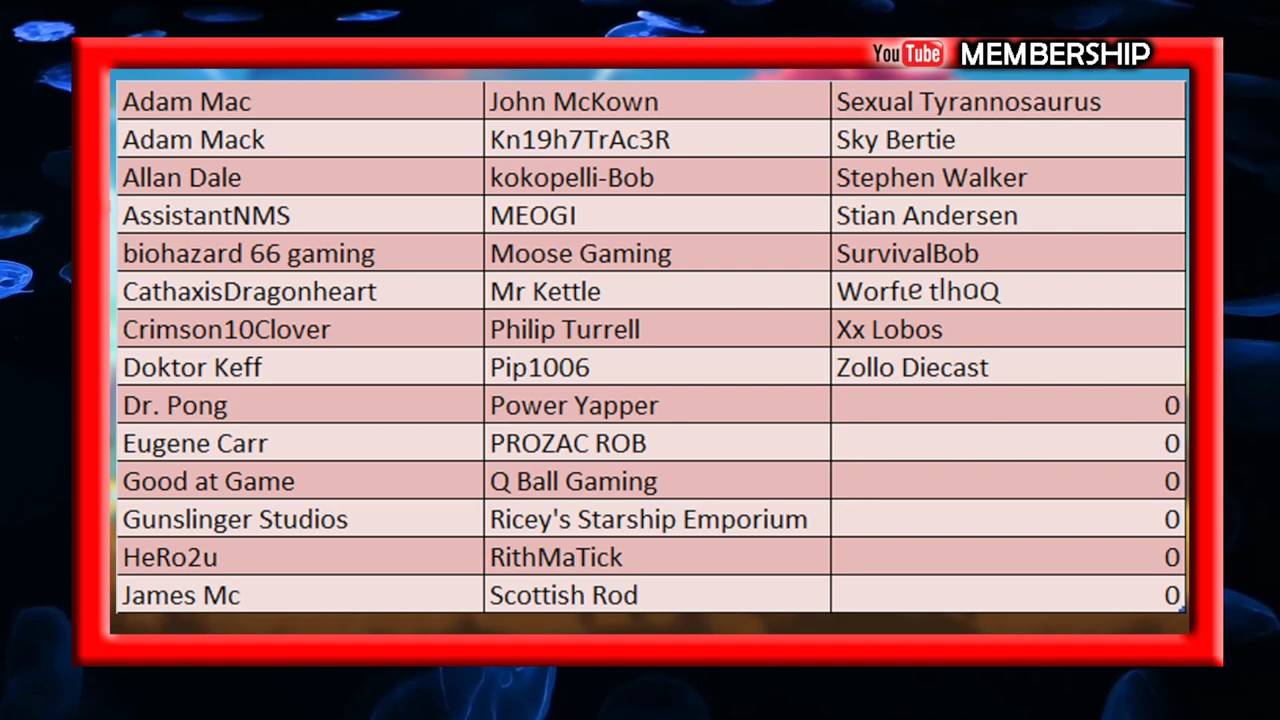 YouTube MEMBERSHIP
Adam Mac John McKown Sexual Tyrannosaurus
Adam Mack Kn19h7TrAc3R Sky Bertie
Allan Dale kokopelli-Bob Stephen Walker
AssistantNMS MEOGI Stian Andersen
biohazard 66 gaming Moose Gaming SurvivalBob
CathaxisDragonheart Mr Kettle Worfɩҽ tlhɑQ
Crimson10Clover Philip Turrell Xx Lobos
Doktor Keff Pip1006 Zollo Diecast
Dr. Pong Power Yapper 0
Eugene Carr PROZAC ROB 0
Good at Game Q Ball Gaming 0
Gunslinger Studios Ricey's Starship Emporium 0
HeRo2u RithMaTick 0
James Mc Scottish Rod 0